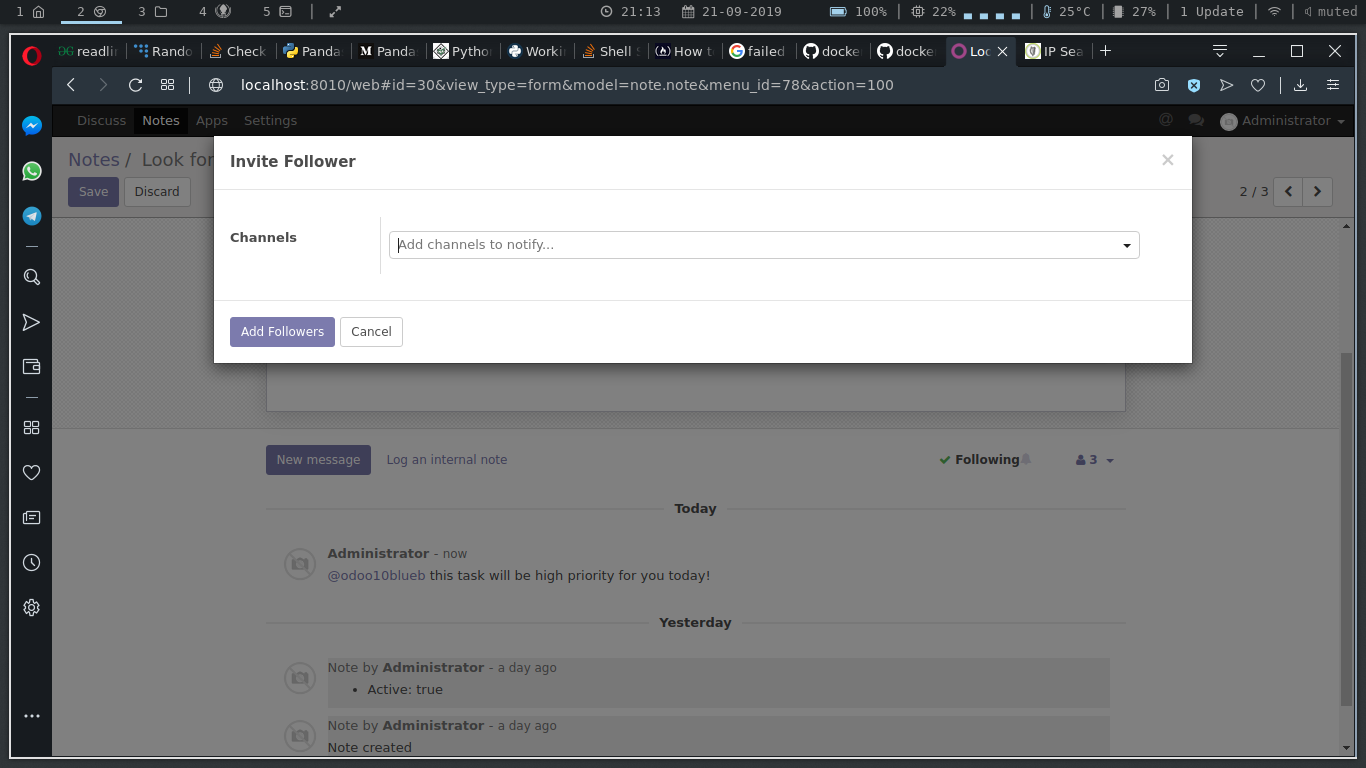 1 2 3 4 5 21:13 21-09-2019 100% 22% 25°C 27% 1 Update muted
readli Rando Check Panda Panda Pytho Worki Shell S How t failed docke docke Loo IP Sea
localhost:8010/web#id=30&view_type=form&model=note.note&menu_id=78&action=100
Discuss Notes Apps Settings @ Administrator
Notes / Look for
Save Discard 2 / 3
Invite Follower ×
Channels
Add channels to notify...
Add Followers Cancel
New message Log an internal note Following 3
Today
Administrator - now
@odoo10blueb this task will be high priority for you today!
Yesterday
Note by Administrator - a day ago
• Active: true
Note by Administrator - a day ago
Note created